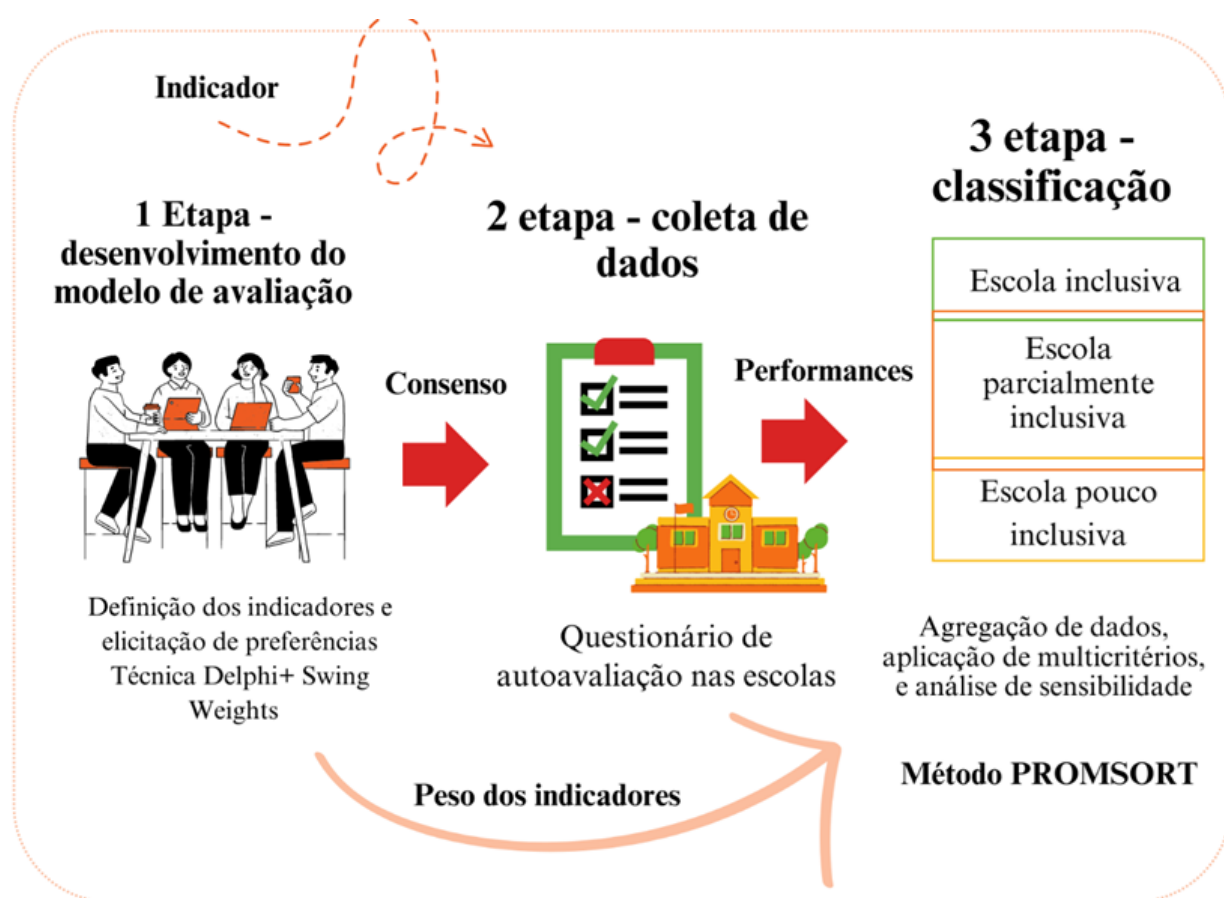 Indicador
1 Etapa -
desenvolvimento do
modelo de avaliação
Consenso
Definição dos indicadores e
elicitação de preferências
Técnica Delphi+ Swing
Weights
2 etapa - coleta de
dados
Performances
Questionário de
autoavaliação nas escolas
Peso dos indicadores
3 etapa -
classificação
Escola inclusiva
Escola
parcialmente
inclusiva
Escola pouco
inclusiva
Agregação de dados,
aplicação de multicritérios,
e análise de sensibilidade
Método PROMSORT